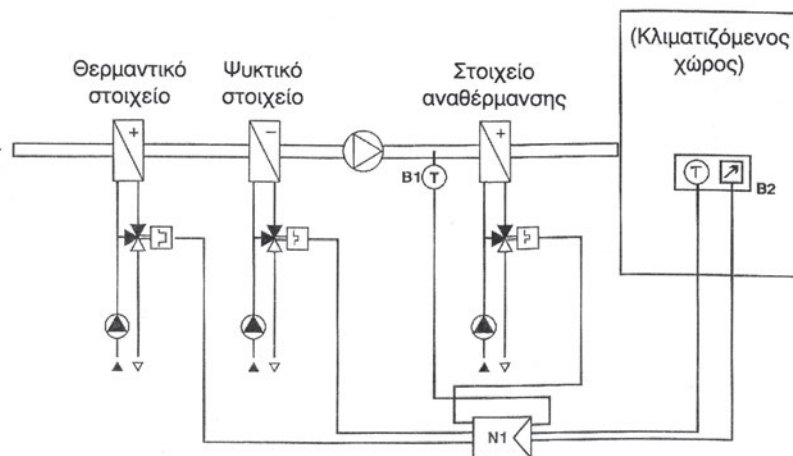 Θερμαντικό
στοιχείο
Ψυκτικό
στοιχείο
Στοιχείο
αναθέρμανσης
(Κλιματιζόμενος
χώρος)
+
−
+
B1
T
T
B2
N1